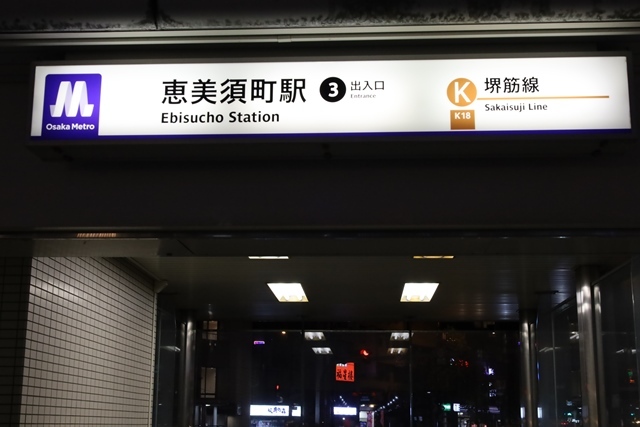 Osaka Metro
恵美須町駅
Ebisucho Station
3
出入口
Entrance
K
K18
堺筋線
Sakaisuji Line